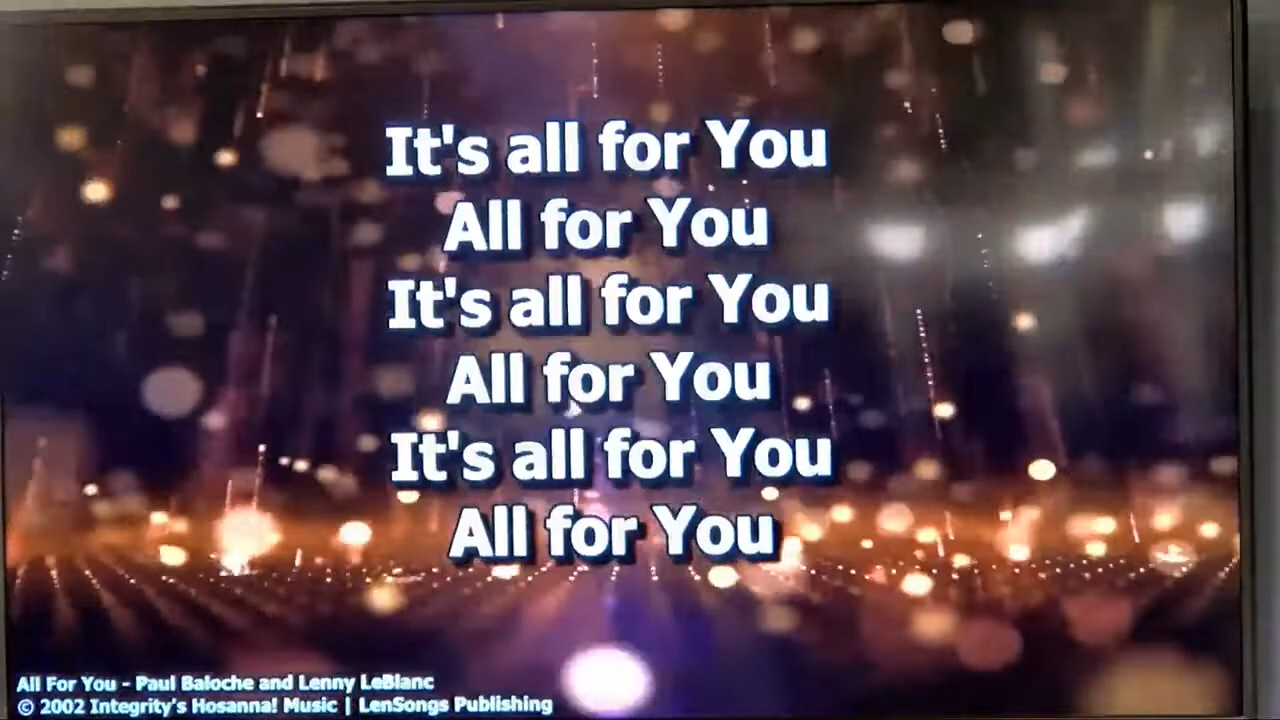 It's all for You
All for You
It's all for You
All for You
It's all for You
All for You
All For You - Paul Baloche and Lenny LeBlanc
© 2002 Integrity's Hosanna! Music | LenSongs Publishing